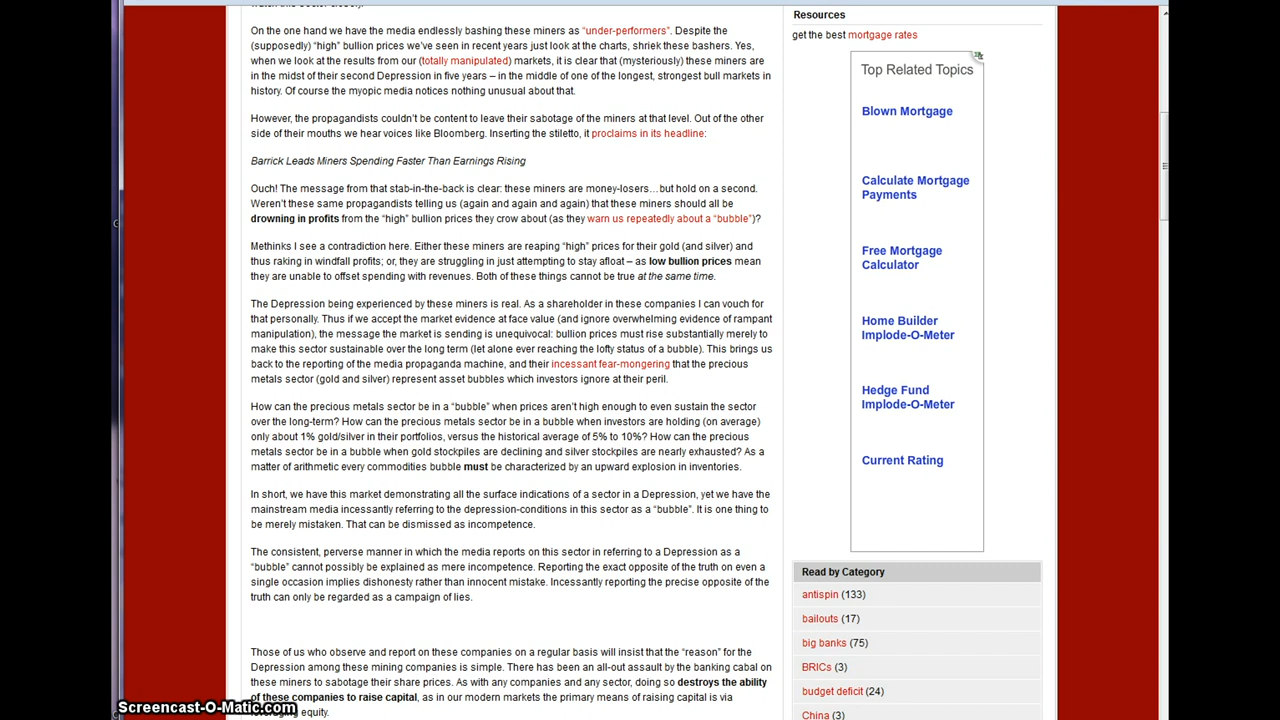 On the one hand we have the media endlessly bashing these miners as “under-performers”. Despite the
(supposedly) “high” bullion prices we’ve seen in recent years just look at the charts, shriek these bashers. Yes,
when we look at the results from our (totally manipulated) markets, it is clear that (mysteriously) these miners are
in the midst of their second Depression in five years – in the middle of one of the longest, strongest bull markets in
history. Of course the myopic media notices nothing unusual about that.
However, the propagandists couldn’t be content to leave their sabotage of the miners at that level. Out of the other
side of their mouths we hear voices like Bloomberg. Inserting the stiletto, it proclaims in its headline:
Barrick Leads Miners Spending Faster Than Earnings Rising
Ouch! The message from that stab-in-the-back is clear: these miners are money-losers…but hold on a second.
Weren’t these same propagandists telling us (again and again and again) that these miners should all be
drowning in profits from the “high” bullion prices they crow about (as they warn us repeatedly about a “bubble”)?
Methinks I see a contradiction here. Either these miners are reaping “high” prices for their gold (and silver) and
thus raking in windfall profits; or, they are struggling in just attempting to stay afloat – as low bullion prices mean
they are unable to offset spending with revenues. Both of these things cannot be true at the same time.
The Depression being experienced by these miners is real. As a shareholder in these companies I can vouch for
that personally. Thus if we accept the market evidence at face value (and ignore overwhelming evidence of rampant
manipulation), the message the market is sending is unequivocal: bullion prices must rise substantially merely to
make this sector sustainable over the long term (let alone ever reaching the lofty status of a bubble). This brings us
back to the reporting of the media propaganda machine, and their incessant fear-mongering that the precious
metals sector (gold and silver) represent asset bubbles which investors ignore at their peril.
How can the precious metals sector be in a “bubble” when prices aren’t high enough to even sustain the sector
over the long-term? How can the precious metals sector be in a bubble when investors are holding (on average)
only about 1% gold/silver in their portfolios, versus the historical average of 5% to 10%? How can the precious
metals sector be in a bubble when gold stockpiles are declining and silver stockpiles are nearly exhausted? As a
matter of arithmetic every commodities bubble must be characterized by an upward explosion in inventories.
In short, we have this market demonstrating all the surface indications of a sector in a Depression, yet we have the
mainstream media incessantly referring to the depression-conditions in this sector as a “bubble”. It is one thing to
be merely mistaken. That can be dismissed as incompetence.
The consistent, perverse manner in which the media reports on this sector in referring to a Depression as a
“bubble” cannot possibly be explained as mere incompetence. Reporting the exact opposite of the truth on even a
single occasion implies dishonesty rather than innocent mistake. Incessantly reporting the precise opposite of the
truth can only be regarded as a campaign of lies.
Those of us who observe and report on these companies on a regular basis will insist that the “reason” for the
Depression among these mining companies is simple. There has been an all-out assault by the banking cabal on
these miners to sabotage their share prices. As with any companies and any sector, doing so destroys the ability
of these companies to raise capital, as in our modern markets the primary means of raising capital is via
equity.
Resources
get the best mortgage rates
Top Related Topics
Blown Mortgage
Calculate Mortgage
Payments
Free Mortgage
Calculator
Home Builder
Implode-O-Meter
Hedge Fund
Implode-O-Meter
Current Rating
Read by Category
antispin (133)
bailouts (17)
big banks (75)
BRICs (3)
budget deficit (24)
China (3)
Screencast-O-Matic.com